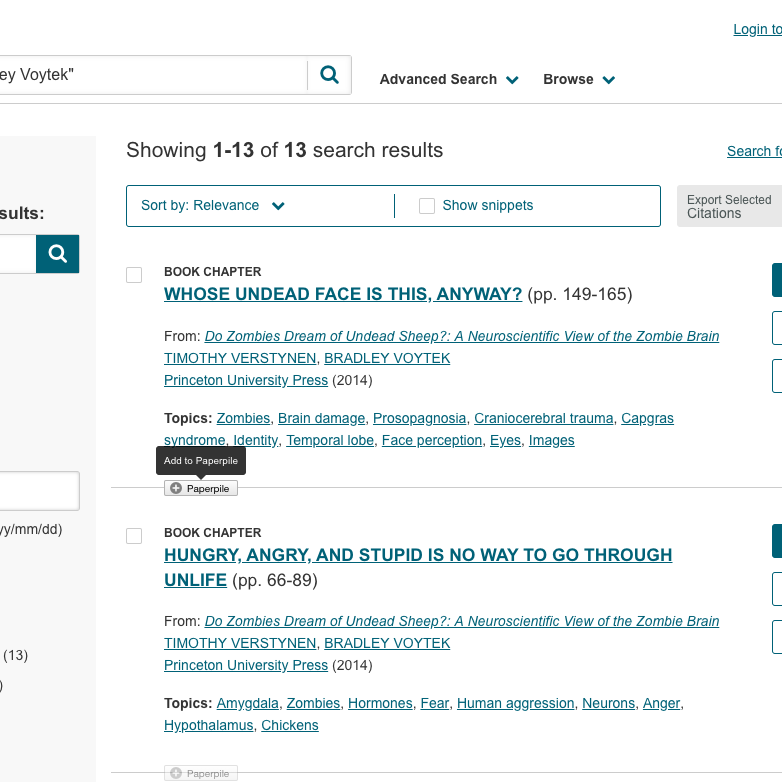 Login to
ey Voytek"
Advanced Search
Browse
Showing 1-13 of 13 search results
Search fo
sults:
Sort by: Relevance
Show snippets
Export Selected
Citations
BOOK CHAPTER
WHOSE UNDEAD FACE IS THIS, ANYWAY? (pp. 149-165)
From: Do Zombies Dream of Undead Sheep?: A Neuroscientific View of the Zombie Brain
TIMOTHY VERSTYNEN, BRADLEY VOYTEK
Princeton University Press (2014)
Topics: Zombies, Brain damage, Prosopagnosia, Craniocerebral trauma, Capgras
syndrome, Identity, Temporal lobe, Face perception, Eyes, Images
Add to Paperpile
Paperpile
yy/mm/dd)
BOOK CHAPTER
HUNGRY, ANGRY, AND STUPID IS NO WAY TO GO THROUGH
UNLIFE (pp. 66-89)
From: Do Zombies Dream of Undead Sheep?: A Neuroscientific View of the Zombie Brain
TIMOTHY VERSTYNEN, BRADLEY VOYTEK
(13)
Princeton University Press (2014)
)
Topics: Amygdala, Zombies, Hormones, Fear, Human aggression, Neurons, Anger,
Hypothalamus, Chickens
Paperpile